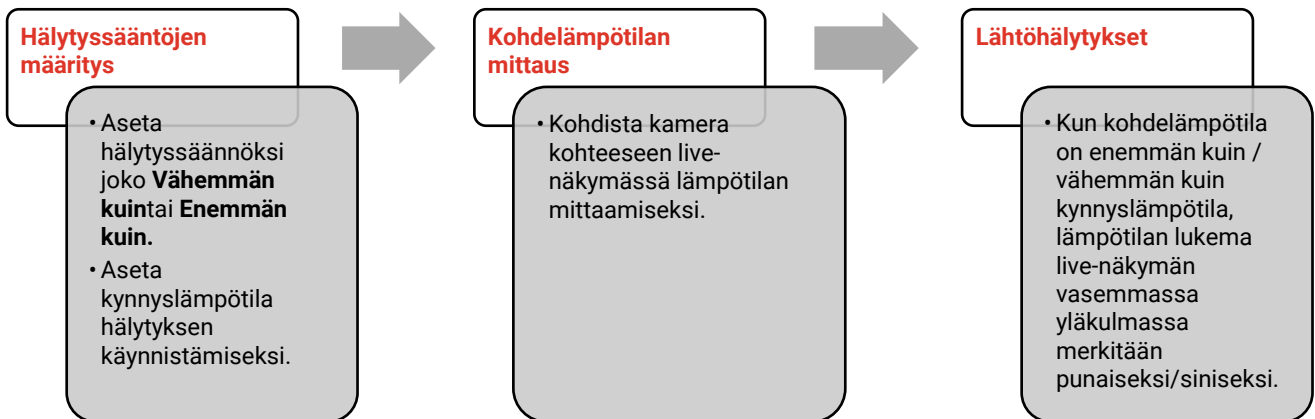 Hälytyssääntöjen
määritys
• Aseta
hälytyssäännöksi
joko Vähemmän
kuintai Enemmän
kuin.
• Aseta
kynnyslämpötila
hälytyksen
käynnistämiseksi.
Kohdelämpötilan
mittaus
• Kohdista kamera
kohteeseen live-
näkymässä lämpötilan
mittaamiseksi.
Lähtöhälytykset
• Kun kohdelämpötila
on enemmän kuin /
vähemmän kuin
kynnyslämpötila,
lämpötilan lukema
live-näkymän
vasemmassa
yläkulmassa
merkitään
punaiseksi/siniseksi.